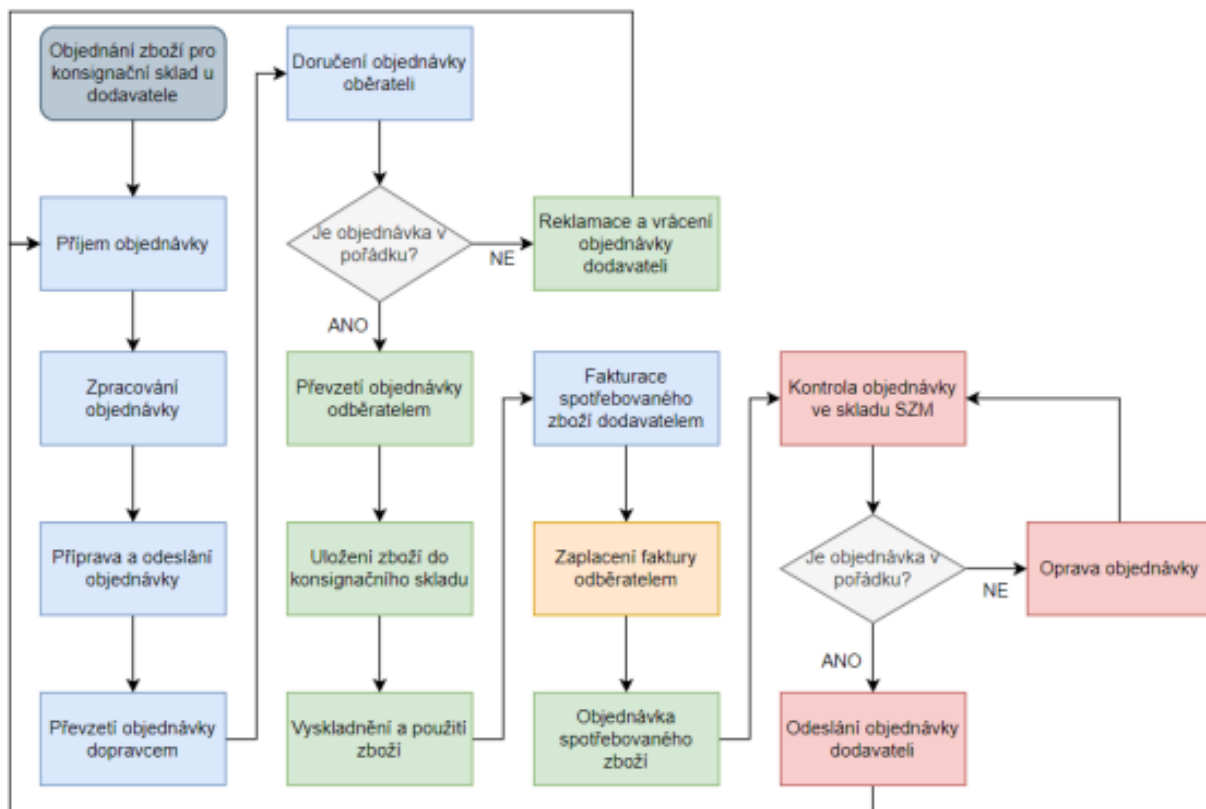 Objednání zboží pro
konsignační sklad u
dodavatele
Příjem objednávky
Zpracování
objednávky
Příprava a odeslání
objednávky
Převzetí objednávky
dopravcem
Doručení objednávky
oběrateli
Je objednávka v
pořádku?
NE
Reklamace a vrácení
objednávky
dodavateli
ANO
Převzetí objednávky
odběratelem
Uložení zboží do
konsignačního skladu
Vyskladnění a použití
zboží
Fakturace
spotřebovaného
zboží dodavatelem
Zaplacení faktury
odběratelem
Objednávka
spotřebovaného
zboží
Kontrola objednávky
ve skladu SZM
Je objednávka v
pořádku?
NE
Oprava objednávky
ANO
Odeslání objednávky
dodavateli